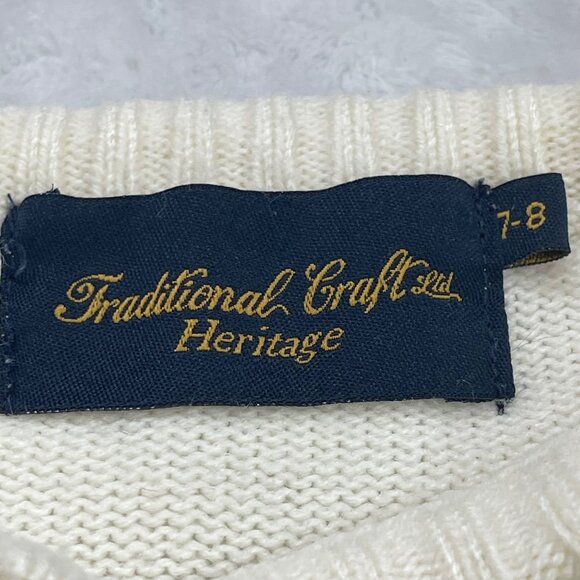 Traditional Craft Ltd
Heritage
7-8